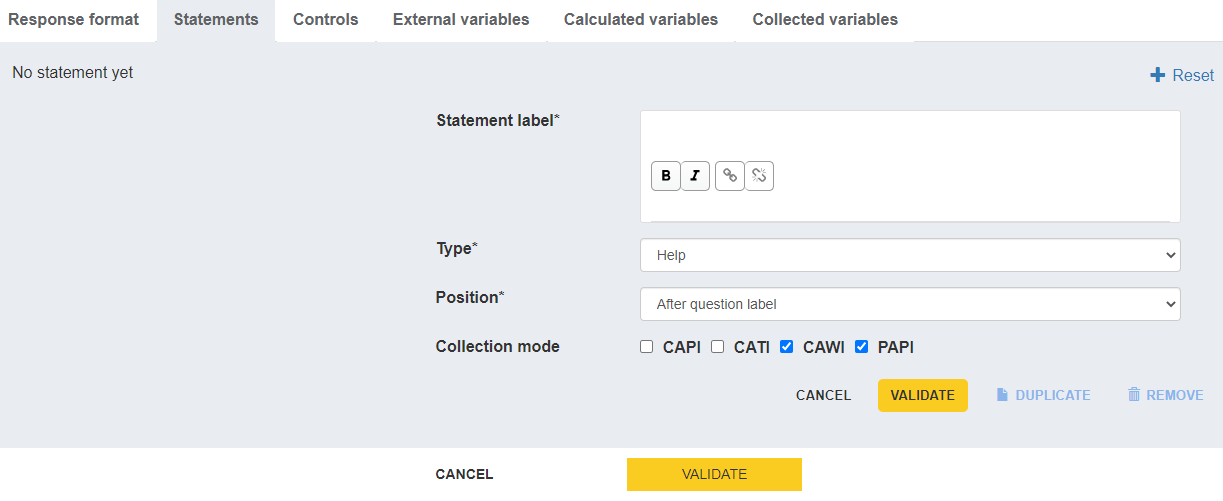 Response format Statements Controls External variables Calculated variables Collected variables
No statement yet
Reset
Statement label*
B I
Type*
Help
Position*
After question label
Collection mode CAPI CATI CAWI PAPI
CANCEL VALIDATE DUPLICATE REMOVE
CANCEL VALIDATE